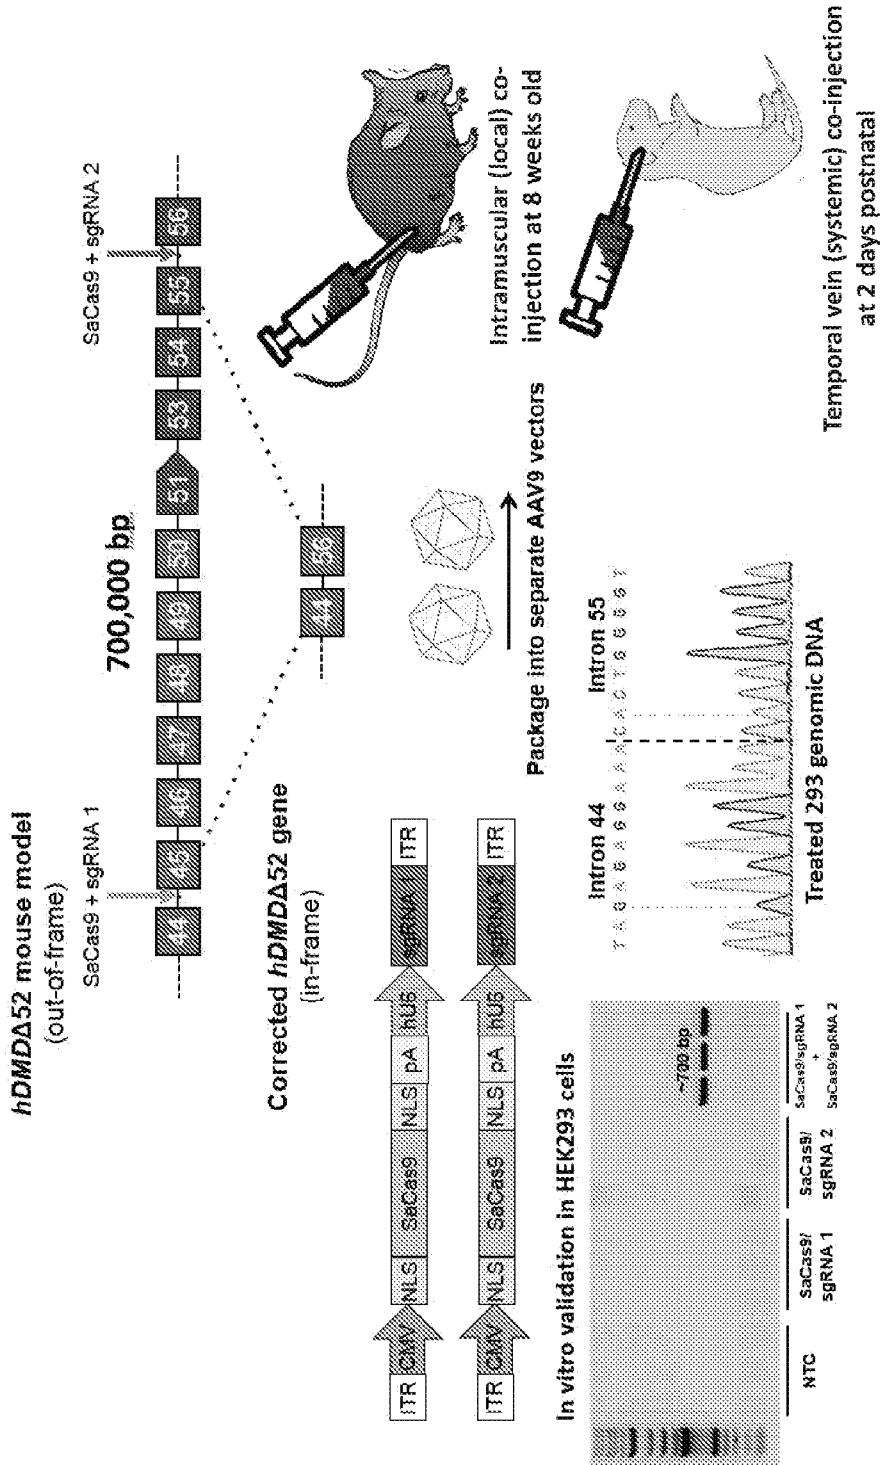 hDMDΔ52 mouse model
(out-of-frame)
SaCas9 + sgRNA 1
SaCas9 + sgRNA 2
700,000 bp
44 45 46 47 48 49 50 51 53 54 55 56
Corrected hDMDΔ52 gene
(in-frame)
44 56
ITR CMV NLS SaCas9 NLS pA hU6 sgRNA 1 ITR
ITR CMV NLS SaCas9 NLS pA hU6 sgRNA 2 ITR
Package into separate AAV9 vectors
Intramuscular (local) co-
injection at 8 weeks old
Temporal vein (systemic) co-injection
at 2 days postnatal
In vitro validation in HEK293 cells
~700 bp
NTC
SaCas9/
sgRNA 1
SaCas9/
sgRNA 2
SaCas9/sgRNA 1
+
SaCas9/sgRNA 2
Intron 44
Intron 55
Treated 293 genomic DNA